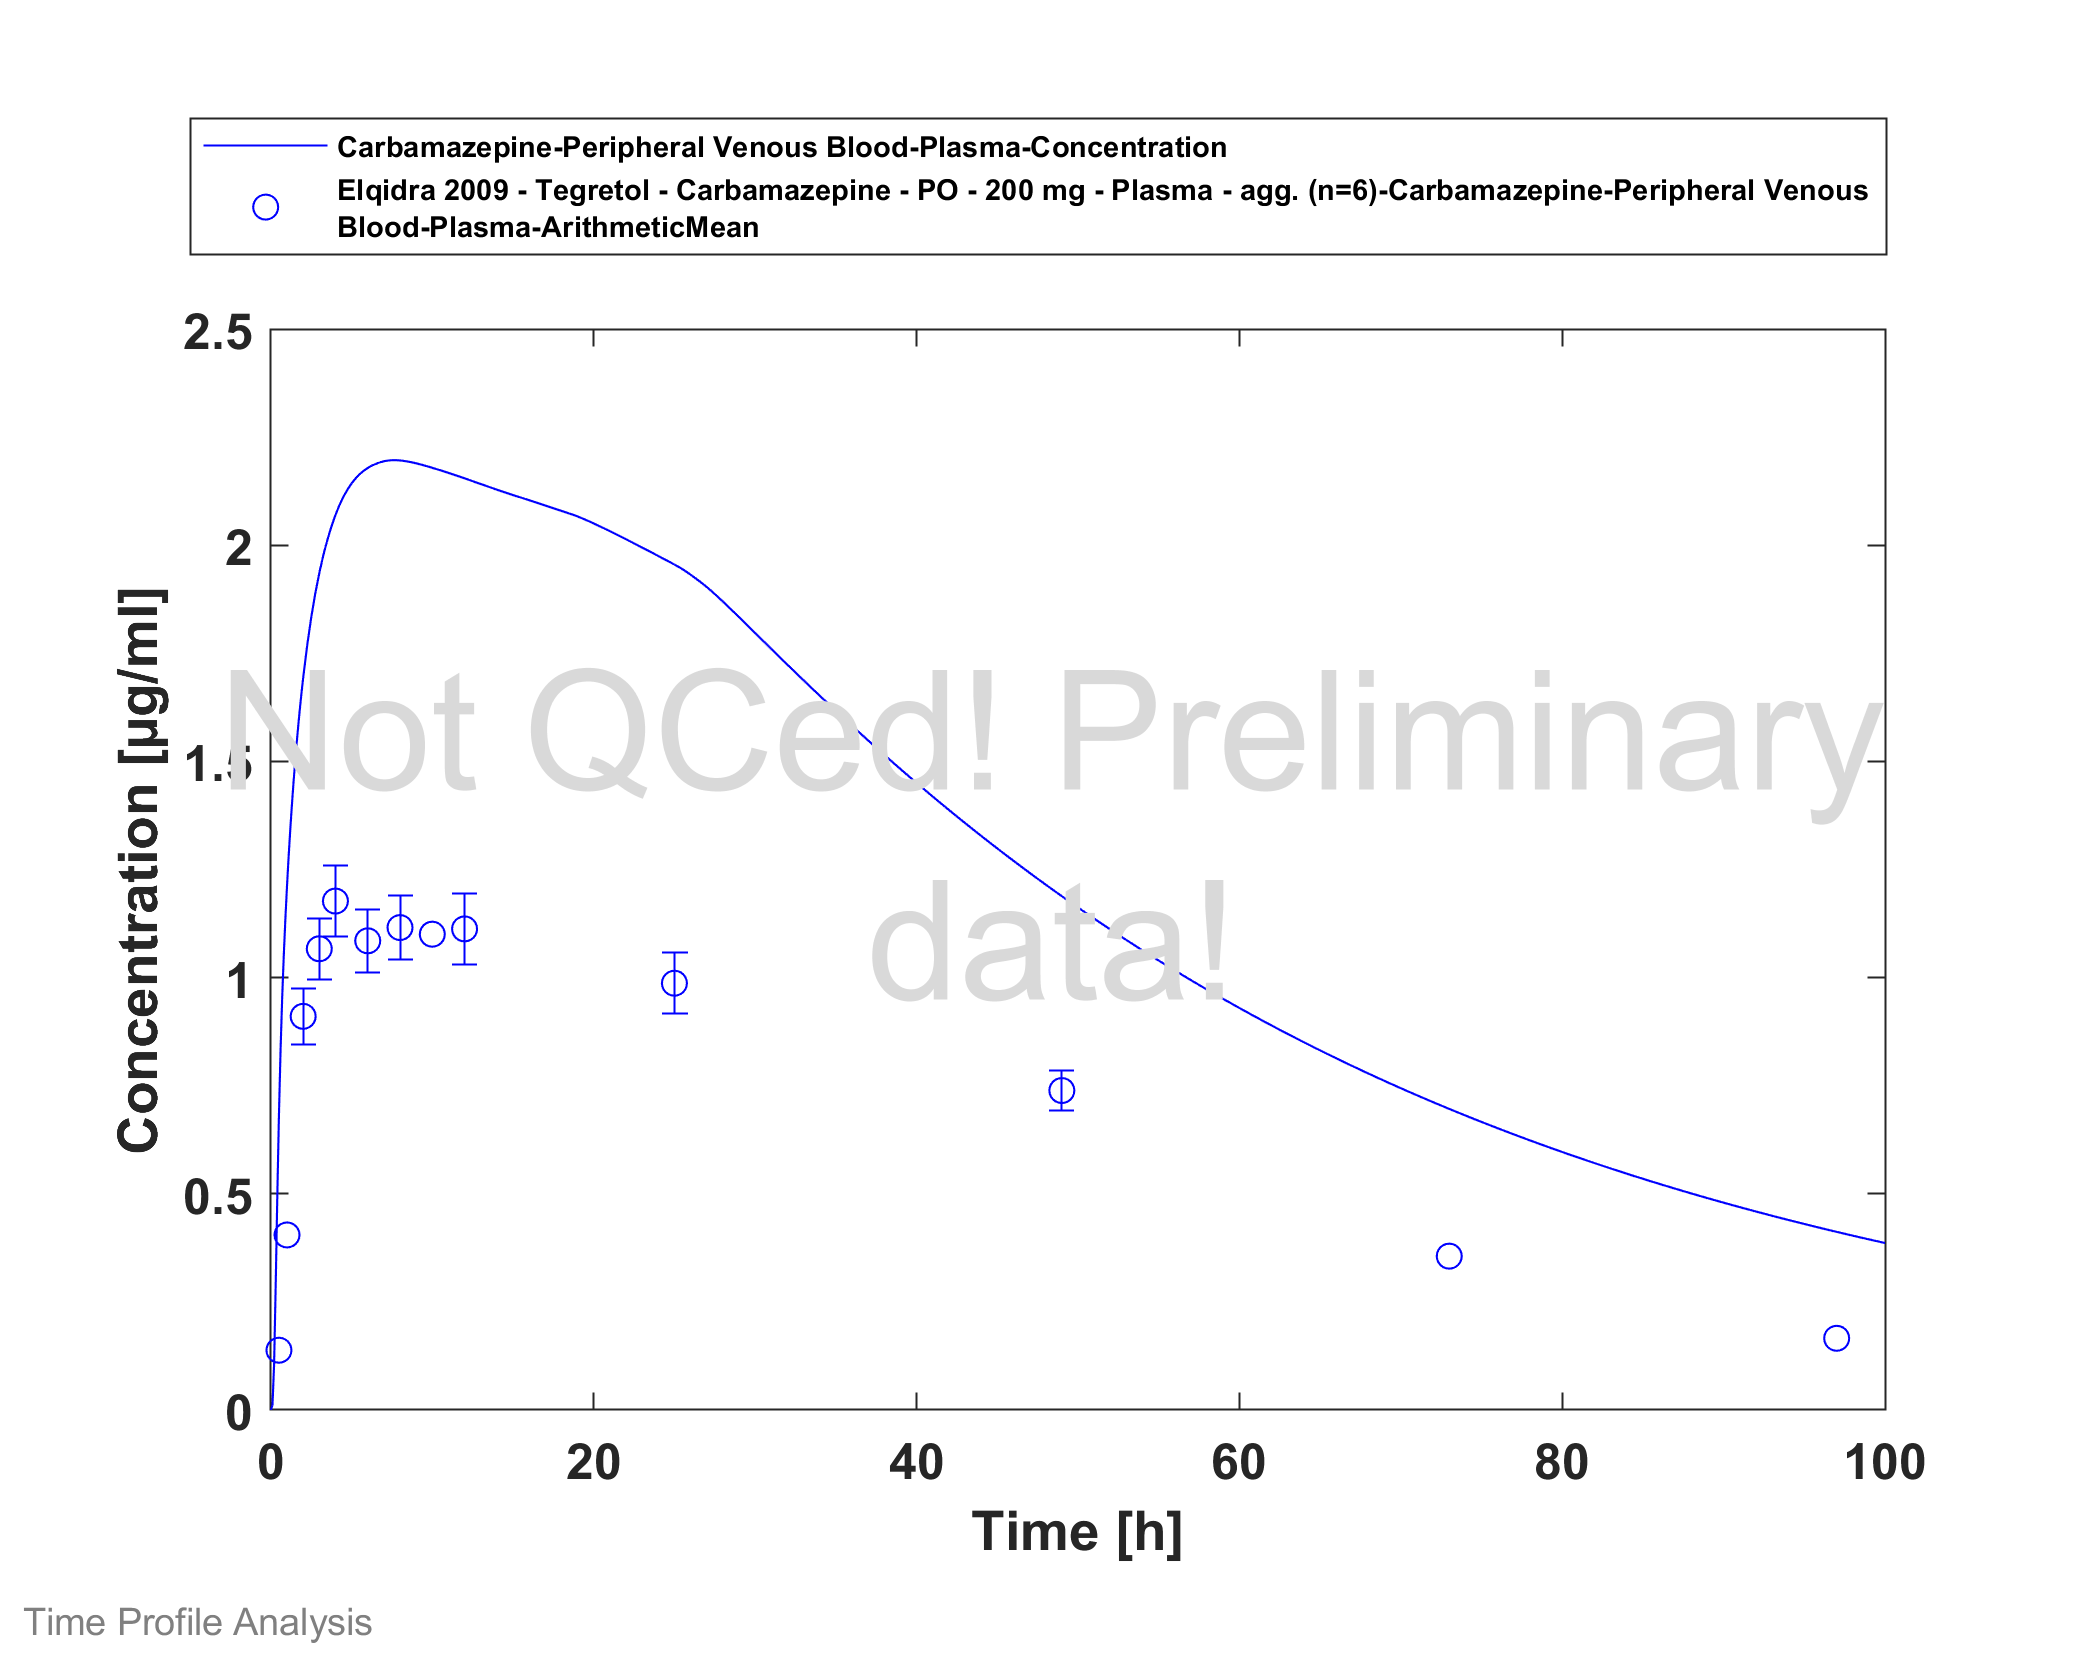 Carbamazepine-Peripheral Venous Blood-Plasma-Concentration
Elqidra 2009 - Tegretol - Carbamazepine - PO - 200 mg - Plasma - agg. (n=6)-Carbamazepine-Peripheral Venous
Blood-Plasma-ArithmeticMean
2.5
2
1.5
1
0.5
0
Concentration [µg/ml]
Not QCed! Preliminary
data!
0 20 40 60 80 100
Time [h]
Time Profile Analysis